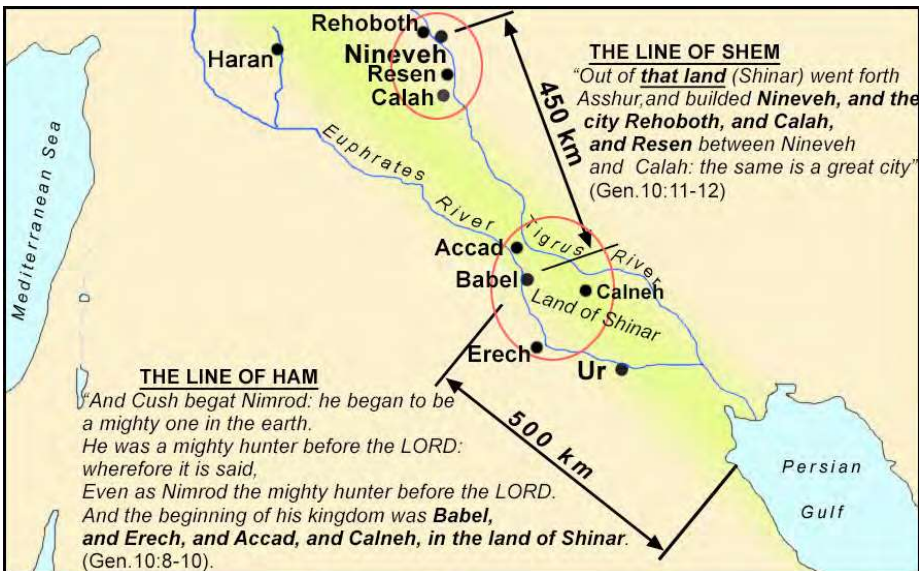 Rehoboth
Haran
Nineveh
Resen
Calah
450 km
THE LINE OF SHEM
"Out of that land (Shinar) went forth
Asshur,and builded Nineveh, and the
city Rehoboth, and Calah,
and Resen between Nineveh
and Calah: the same is a great city"
(Gen.10:11-12)
Mediterranean Sea
Euphrates River
Tigrus River
Accad
Babel
Calneh
Land of Shinar
Erech
Ur
500 km
Persian
Gulf
THE LINE OF HAM
"And Cush begat Nimrod: he began to be
a mighty one in the earth.
He was a mighty hunter before the LORD:
wherefore it is said,
Even as Nimrod the mighty hunter before the LORD.
And the beginning of his kingdom was Babel,
and Erech, and Accad, and Calneh, in the land of Shinar.
(Gen.10:8-10).